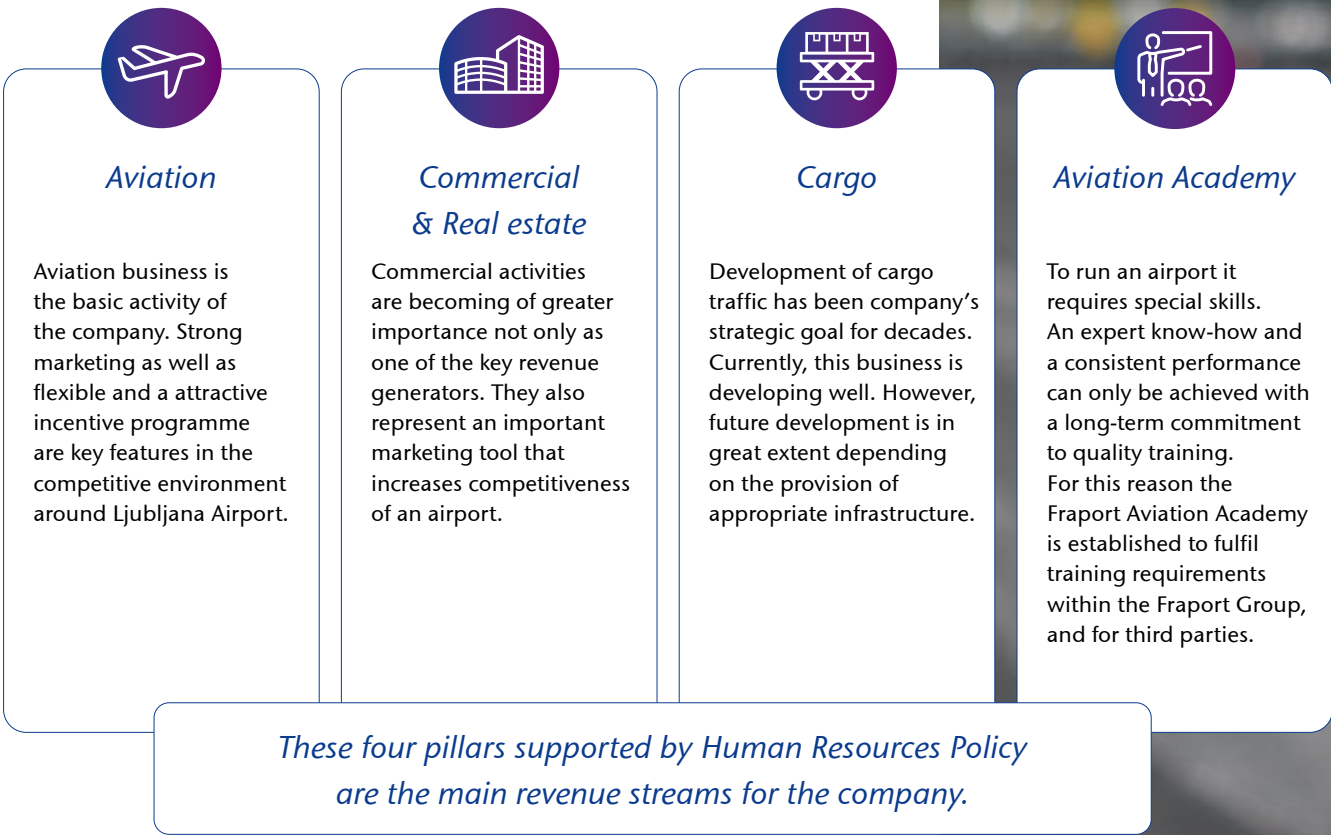 Aviation
Aviation business is
the basic activity of
the company. Strong
marketing as well as
flexible and a attractive
incentive programme
are key features in the
competitive environment
around Ljubljana Airport.
Commercial
& Real estate
Commercial activities
are becoming of greater
importance not only as
one of the key revenue
generators. They also
represent an important
marketing tool that
increases competitiveness
of an airport.
Cargo
Development of cargo
traffic has been company's
strategic goal for decades.
Currently, this business is
developing well. However,
future development is in
great extent depending
on the provision of
appropriate infrastructure.
Aviation Academy
To run an airport it
requires special skills.
An expert know-how and
a consistent performance
can only be achieved with
a long-term commitment
to quality training.
For this reason the
Fraport Aviation Academy
is established to fulfil
training requirements
within the Fraport Group,
and for third parties.
These four pillars supported by Human Resources Policy
are the main revenue streams for the company.